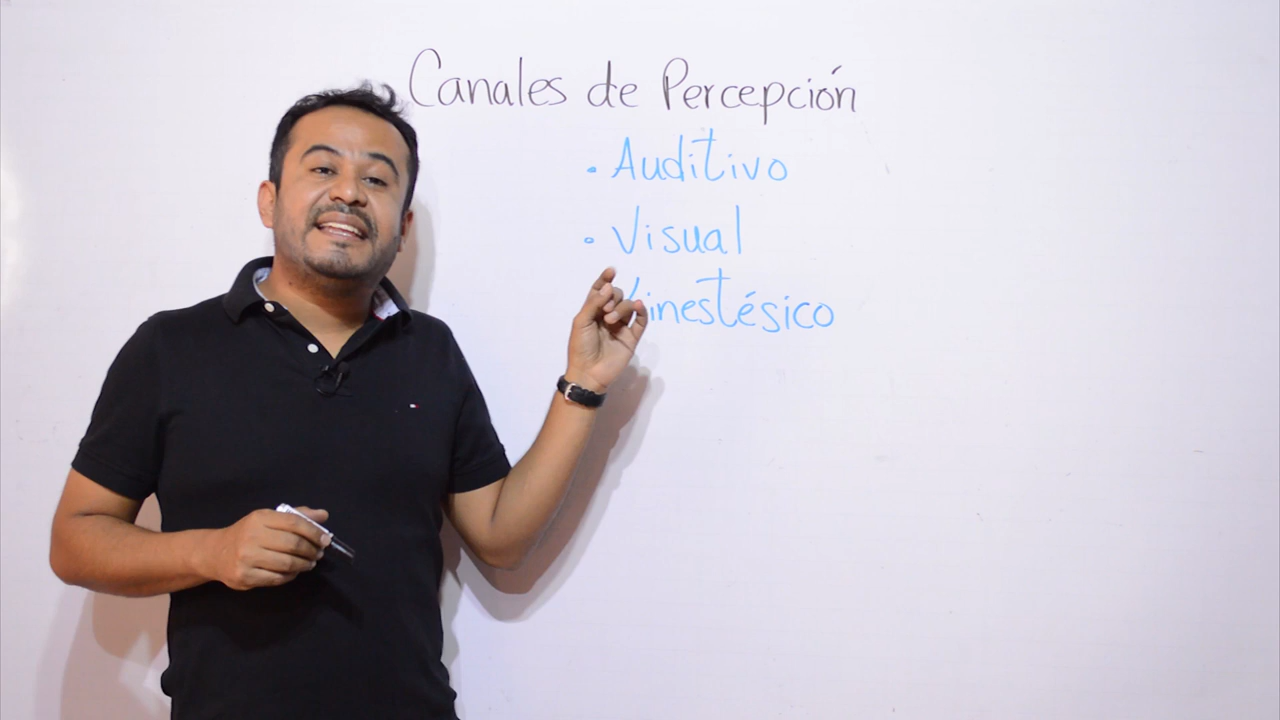 Canales de Percepción
• Auditivo
• Visual
Kinestésico